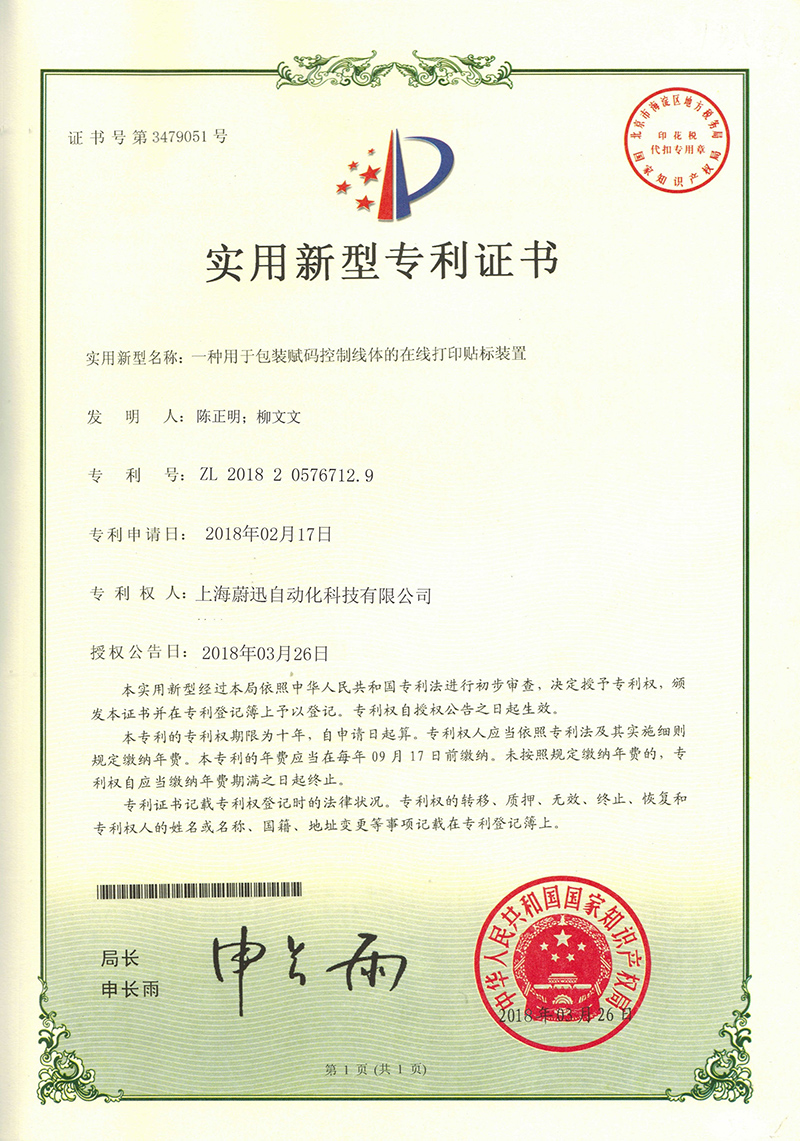 证书号第3479051号
北京市海淀区地方税务局
印花税
代扣专用章
国家知识产权局
实用新型专利证书
实用新型名称：一种用于包装赋码控制线体的在线打印贴标装置
发明人：陈正明；柳文文
专利号：ZL 2018 2 0576712.9
专利申请日：2018年02月17日
专利权人：上海蔚迅自动化科技有限公司
授权公告日：2018年03月26日
本实用新型经过本局依照中华人民共和国专利法进行初步审查，决定授予专利权，颁
发本证书并在专利登记簿上予以登记。专利权自授权公告之日起生效。
本专利的专利权期限为十年，自申请日起算。专利权人应当依照专利法及其实施细则
规定缴纳年费。本专利的年费应当在每年09月17日前缴纳。未按照规定缴纳年费的，专
利权自应当缴纳年费期满之日起终止。
专利证书记载专利权登记时的法律状况。专利权的转移、质押、无效、终止、恢复和
专利权人的姓名或名称、国籍、地址变更等事项记载在专利登记簿上。
局长
申长雨
申长雨
中华人民共和国国家知识产权局
2018年03月26日
第1页(共1页)